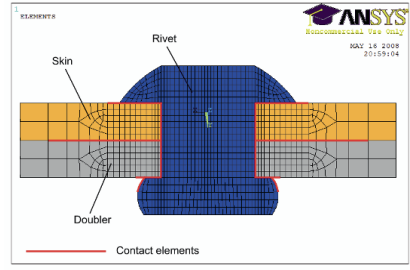 1
ELEMENTS
ANSYS
Noncommercial Use Only
MAY 16 2008
20:59:04
Rivet
Skin
Doubler
Contact elements